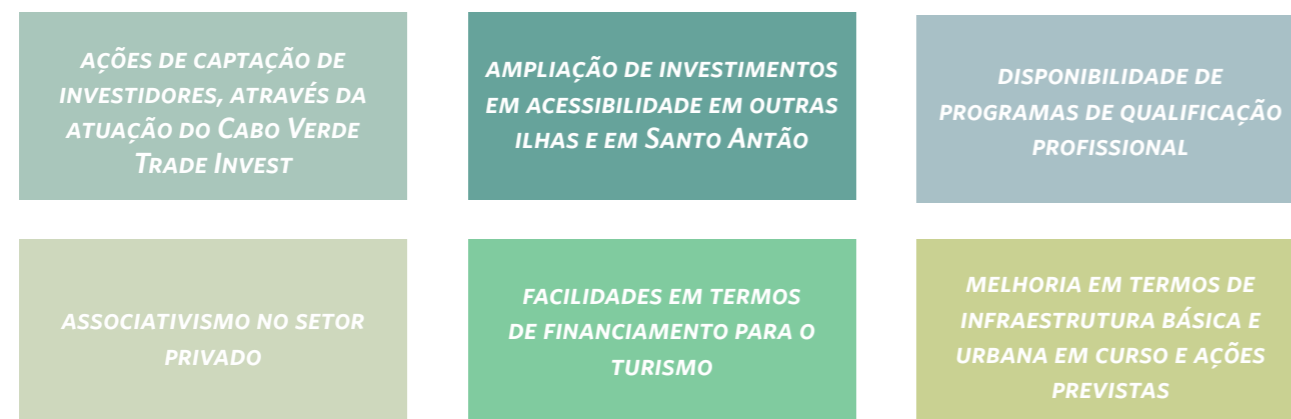 AÇÕES DE CAPTAÇÃO DE
INVESTIDORES, ATRAVÉS DA
ATUAÇÃO DO CABO VERDE
TRADE INVEST
AMPLIAÇÃO DE INVESTIMENTOS
EM ACESSIBILIDADE EM OUTRAS
ILHAS E EM SANTO ANTÃO
DISPONIBILIDADE DE
PROGRAMAS DE QUALIFICAÇÃO
PROFISSIONAL
ASSOCIATIVISMO NO SETOR
PRIVADO
FACILIDADES EM TERMOS
DE FINANCIAMENTO PARA O
TURISMO
MELHORIA EM TERMOS DE
INFRAESTRUTURA BÁSICA E
URBANA EM CURSO E AÇÕES
PREVISTAS